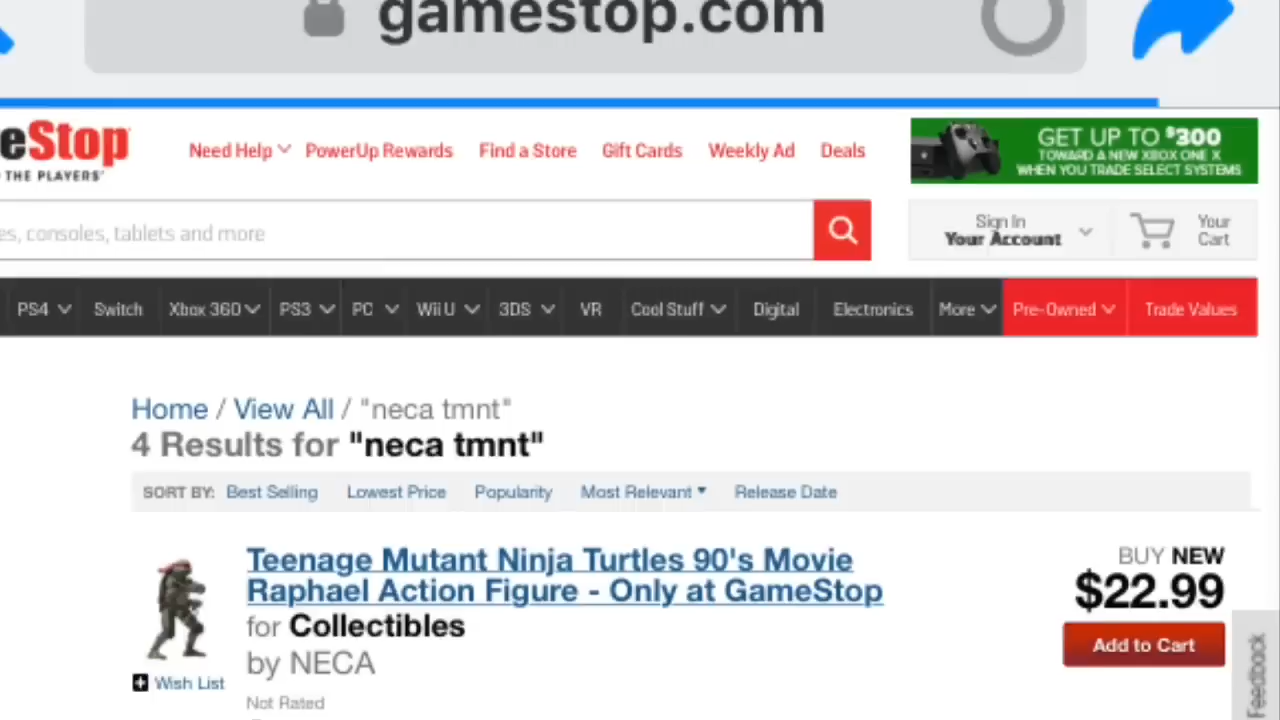 gamestop.com
eStop
THE PLAYERS'
Need Help
PowerUp Rewards
Find a Store
Gift Cards
Weekly Ad
Deals
GET UP TO $300
TOWARD A NEW XBOX ONE X
WHEN YOU TRADE SELECT SYSTEMS
es, consoles, tablets and more
Sign In
Your Account
Your
Cart
PS4
Switch
Xbox 360
PS3
PC
Wii U
3DS
VR
Cool Stuff
Digital
Electronics
More
Pre-Owned
Trade Values
Home / View All / "neca tmnt"
4 Results for "neca tmnt"
SORT BY: Best Selling Lowest Price Popularity Most Relevant Release Date
Teenage Mutant Ninja Turtles 90's Movie
Raphael Action Figure - Only at GameStop
for Collectibles
by NECA
Not Rated
Wish List
BUY NEW
$22.99
Add to Cart
Feedback